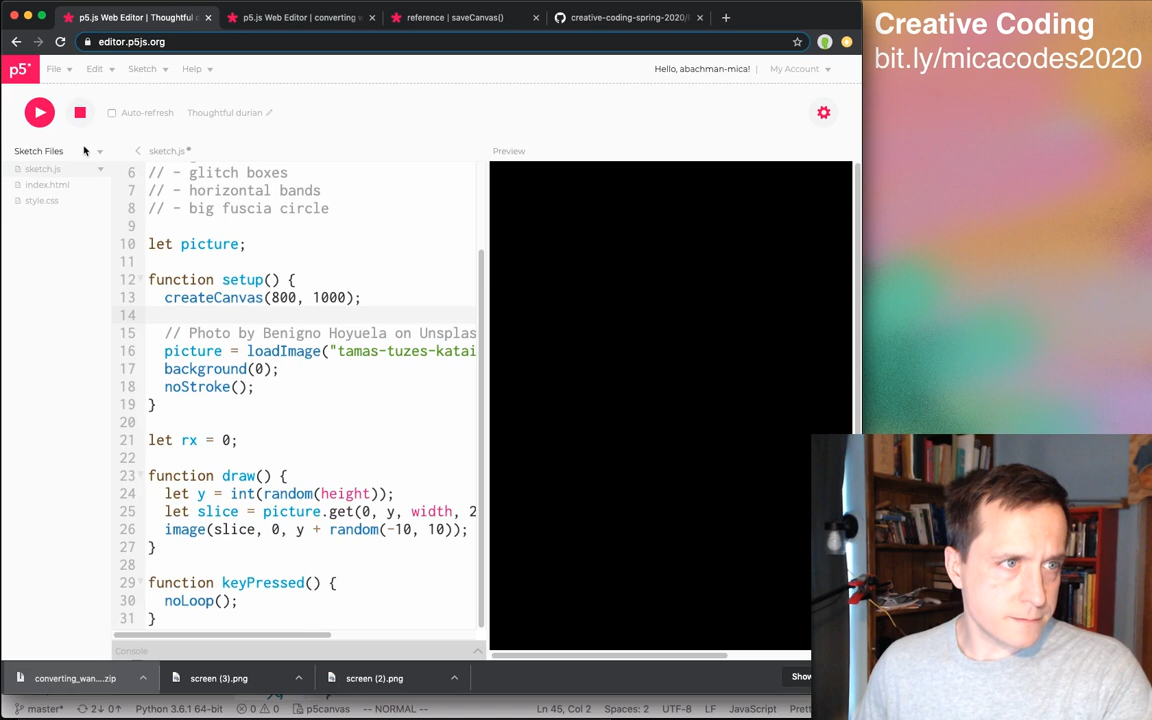 p5.js Web Editor | Thoughtful
p5.js Web Editor | converting w
reference | saveCanvas()
creative-coding-spring-2020/
editor.p5js.org
p5*
File
Edit
Sketch
Help
Hello, abachman-mica!
My Account
Auto-refresh
Thoughtful durian
Sketch Files
sketch.js
Preview
sketch.js
index.html
style.css
6 // - glitch boxes
7 // - horizontal bands
8 // - big fuscia circle
9
10 let picture;
11
12 function setup() {
13 createCanvas(800, 1000);
14
15 // Photo by Benigno Hoyuela on Unsplas
16 picture = loadImage("tamas-tuzes-katai
17 background(0);
18 noStroke();
19 }
20
21 let rx = 0;
22
23 function draw() {
24 let y = int(random(height));
25 let slice = picture.get(0, y, width, 2
26 image(slice, 0, y + random(-10, 10));
27 }
28
29 function keyPressed() {
30 noLoop();
31 }
Console
converting_wan....zip
screen (3).png
screen (2).png
Show
master*
2↓ 0↑
Python 3.6.1 64-bit
0
0
p5canvas
-- NORMAL --
Ln 45, Col 2
Spaces: 2
UTF-8
LF
JavaScript
Prett
Creative Coding
bit.ly/micacodes2020